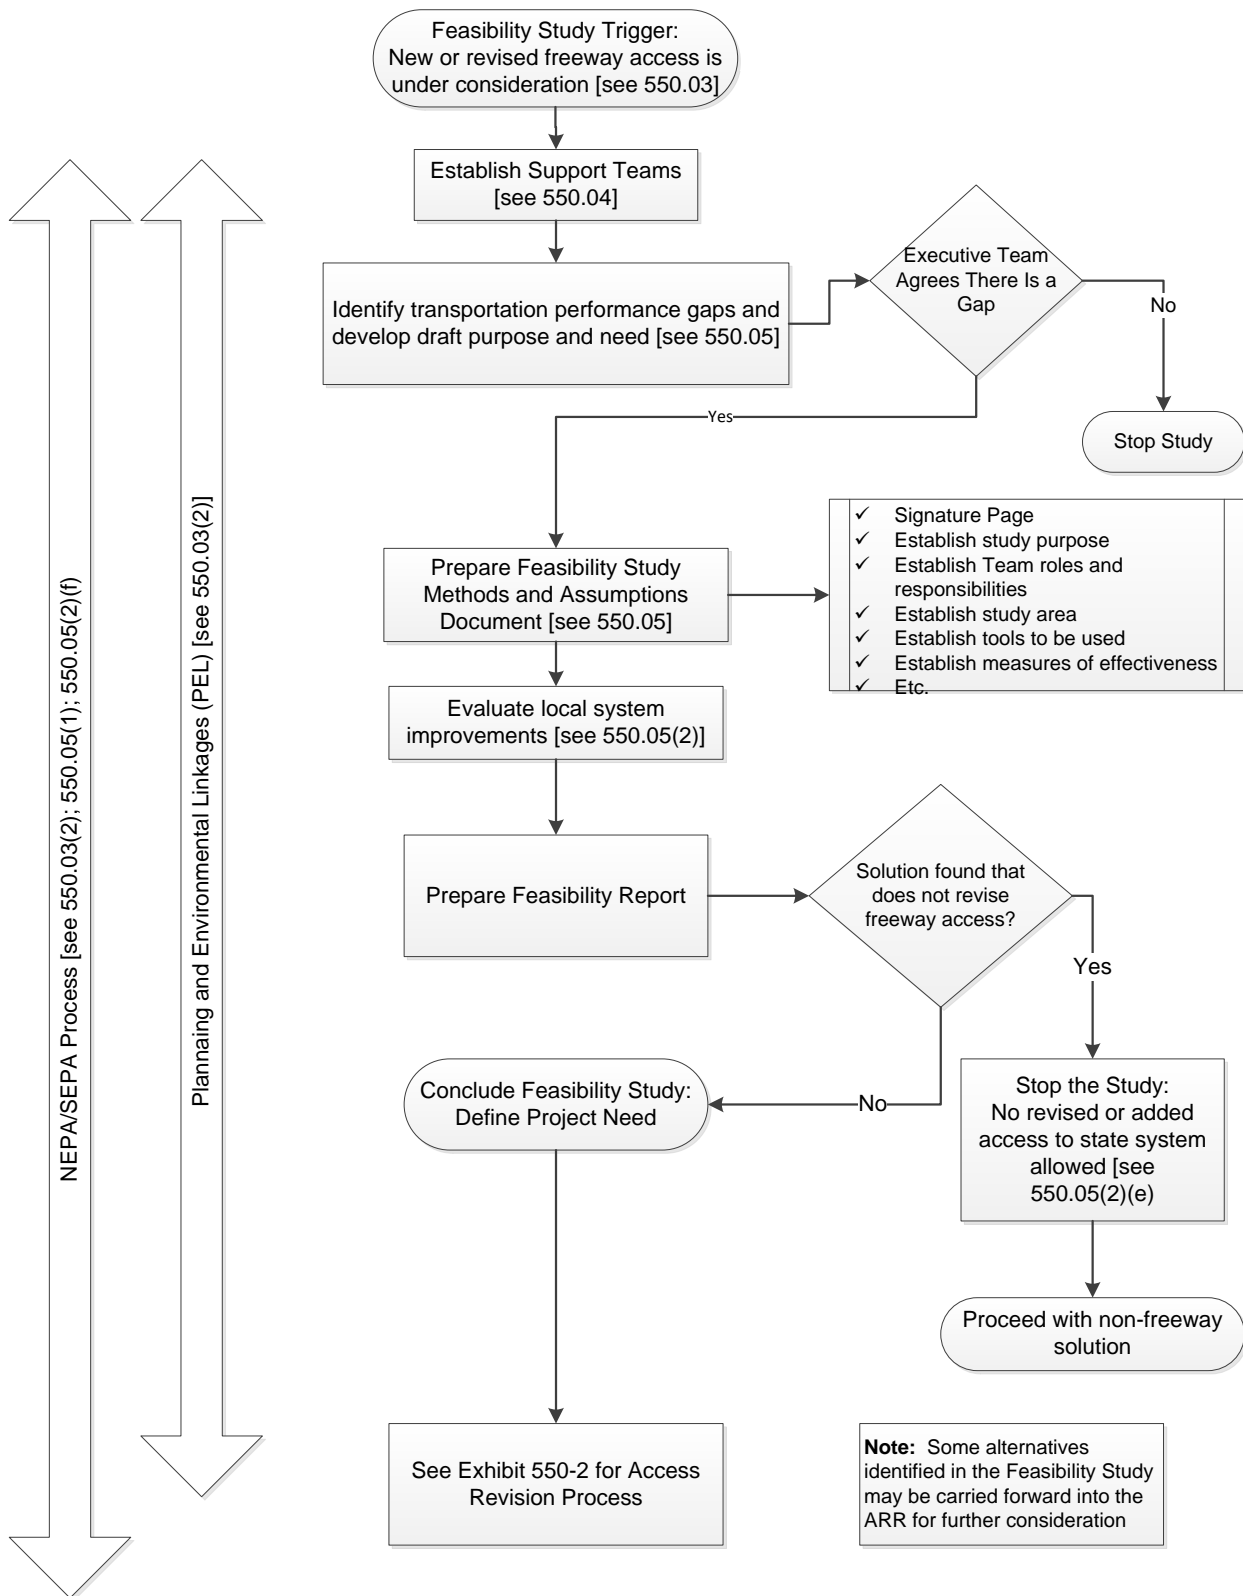 Feasibility Study Trigger:
New or revised freeway access is
under consideration [see 550.03]
Establish Support Teams
[see 550.04]
Identify transportation performance gaps and
develop draft purpose and need [see 550.05]
Executive Team
Agrees There Is a
Gap
No
Stop Study
Yes
Prepare Feasibility Study
Methods and Assumptions
Document [see 550.05]
✓ Signature Page
✓ Establish study purpose
✓ Establish Team roles and
responsibilities
✓ Establish study area
✓ Establish tools to be used
✓ Establish measures of effectiveness
✓ Etc.
Evaluate local system
improvements [see 550.05(2)]
Prepare Feasibility Report
Solution found that
does not revise
freeway access?
Yes
No
Conclude Feasibility Study:
Define Project Need
Stop the Study:
No revised or added
access to state system
allowed [see
550.05(2)(e)
Proceed with non-freeway
solution
See Exhibit 550-2 for Access
Revision Process
Note: Some alternatives
identified in the Feasibility Study
may be carried forward into the
ARR for further consideration
NEPA/SEPA Process [see 550.03(2); 550.05(1); 550.05(2)(f)
Plannaing and Environmental Linkages (PEL) [see 550.03(2)]